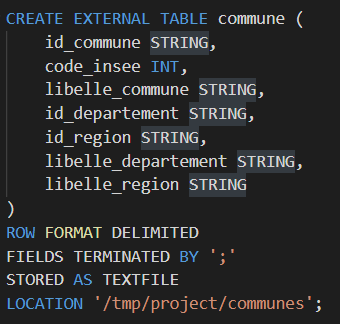 CREATE EXTERNAL TABLE commune (
id_commune STRING,
code_insee INT,
libelle_commune STRING,
id_departement STRING,
id_region STRING,
libelle_departement STRING,
libelle_region STRING
)
ROW FORMAT DELIMITED
FIELDS TERMINATED BY ';'
STORED AS TEXTFILE
LOCATION '/tmp/project/communes';